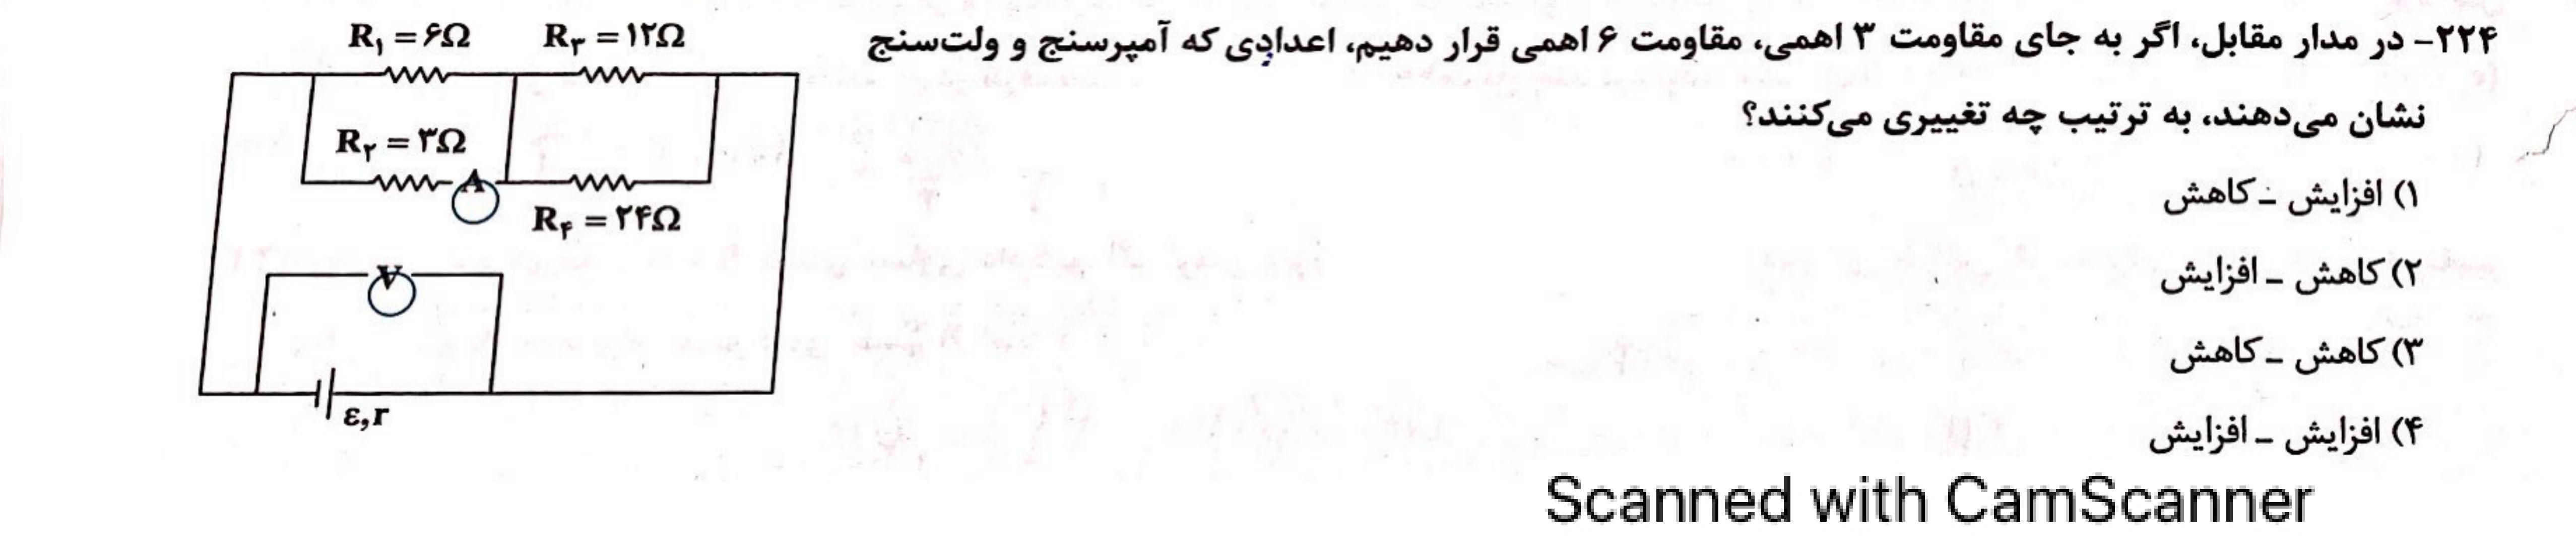 ۲۲۴- در مدار مقابل، اگر به جای مقاومت ۳ اهمی، مقاومت ۶ اهمی قرار دهیم، اعدادی که آمپرسنج و ولت‌سنج
نشان می‌دهند، به ترتیب چه تغییری می‌کنند؟
۱) افزایش - کاهش
۲) کاهش - افزایش
۳) کاهش - کاهش
۴) افزایش - افزایش
R₁ = ۶Ω
R₃ = ۱۲Ω
R₂ = ۳Ω
A
R₄ = ۲۴Ω
V
ε,r
Scanned with CamScanner